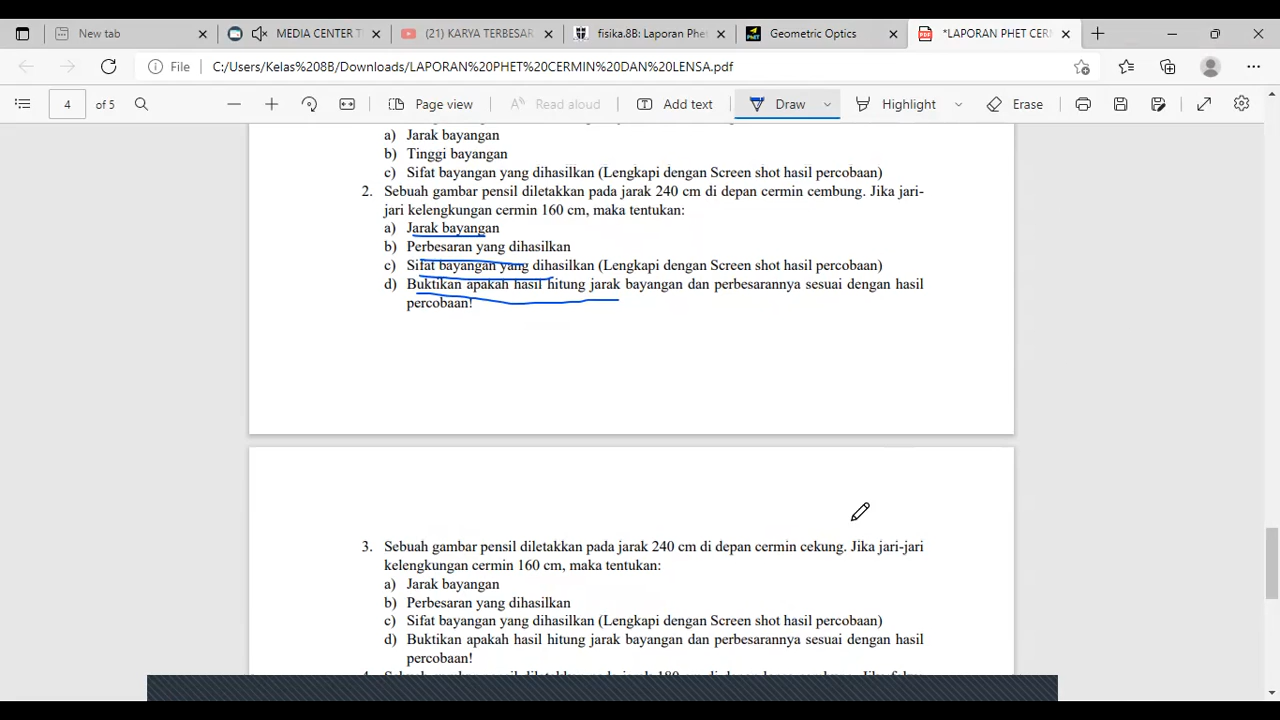 New tab
MEDIA CENTER T
(21) KARYA TERBESAR
fisika.8B: Laporan Phet
Geometric Optics
*LAPORAN PHET CERM
File
C:/Users/Kelas%208B/Downloads/LAPORAN%20PHET%20CERMIN%20DAN%20LENSA.pdf
4 of 5
Page view
Read aloud
Add text
Draw
Highlight
Erase
a) Jarak bayangan
b) Tinggi bayangan
c) Sifat bayangan yang dihasilkan (Lengkapi dengan Screen shot hasil percobaan)
2. Sebuah gambar pensil diletakkan pada jarak 240 cm di depan cermin cembung. Jika jari-
jari kelengkungan cermin 160 cm, maka tentukan:
a) Jarak bayangan
b) Perbesaran yang dihasilkan
c) Sifat bayangan yang dihasilkan (Lengkapi dengan Screen shot hasil percobaan)
d) Buktikan apakah hasil hitung jarak bayangan dan perbesarannya sesuai dengan hasil
percobaan!
3. Sebuah gambar pensil diletakkan pada jarak 240 cm di depan cermin cekung. Jika jari-jari
kelengkungan cermin 160 cm, maka tentukan:
a) Jarak bayangan
b) Perbesaran yang dihasilkan
c) Sifat bayangan yang dihasilkan (Lengkapi dengan Screen shot hasil percobaan)
d) Buktikan apakah hasil hitung jarak bayangan dan perbesarannya sesuai dengan hasil
percobaan!